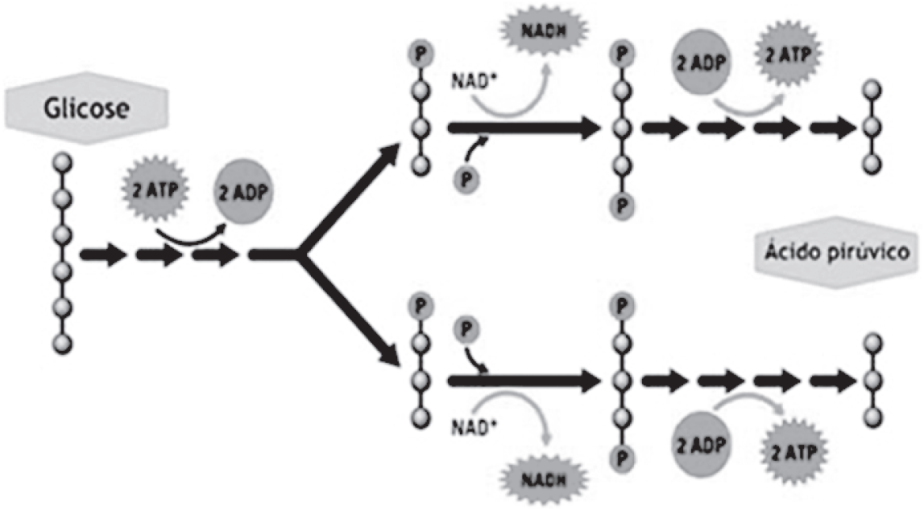 Glicose
2 ATP
2 ADP
P
NAD⁺
NADH
P
P
P
2 ADP
2 ATP
Ácido pirúvico
P
P
NAD⁺
NADH
P
P
2 ADP
2 ATP